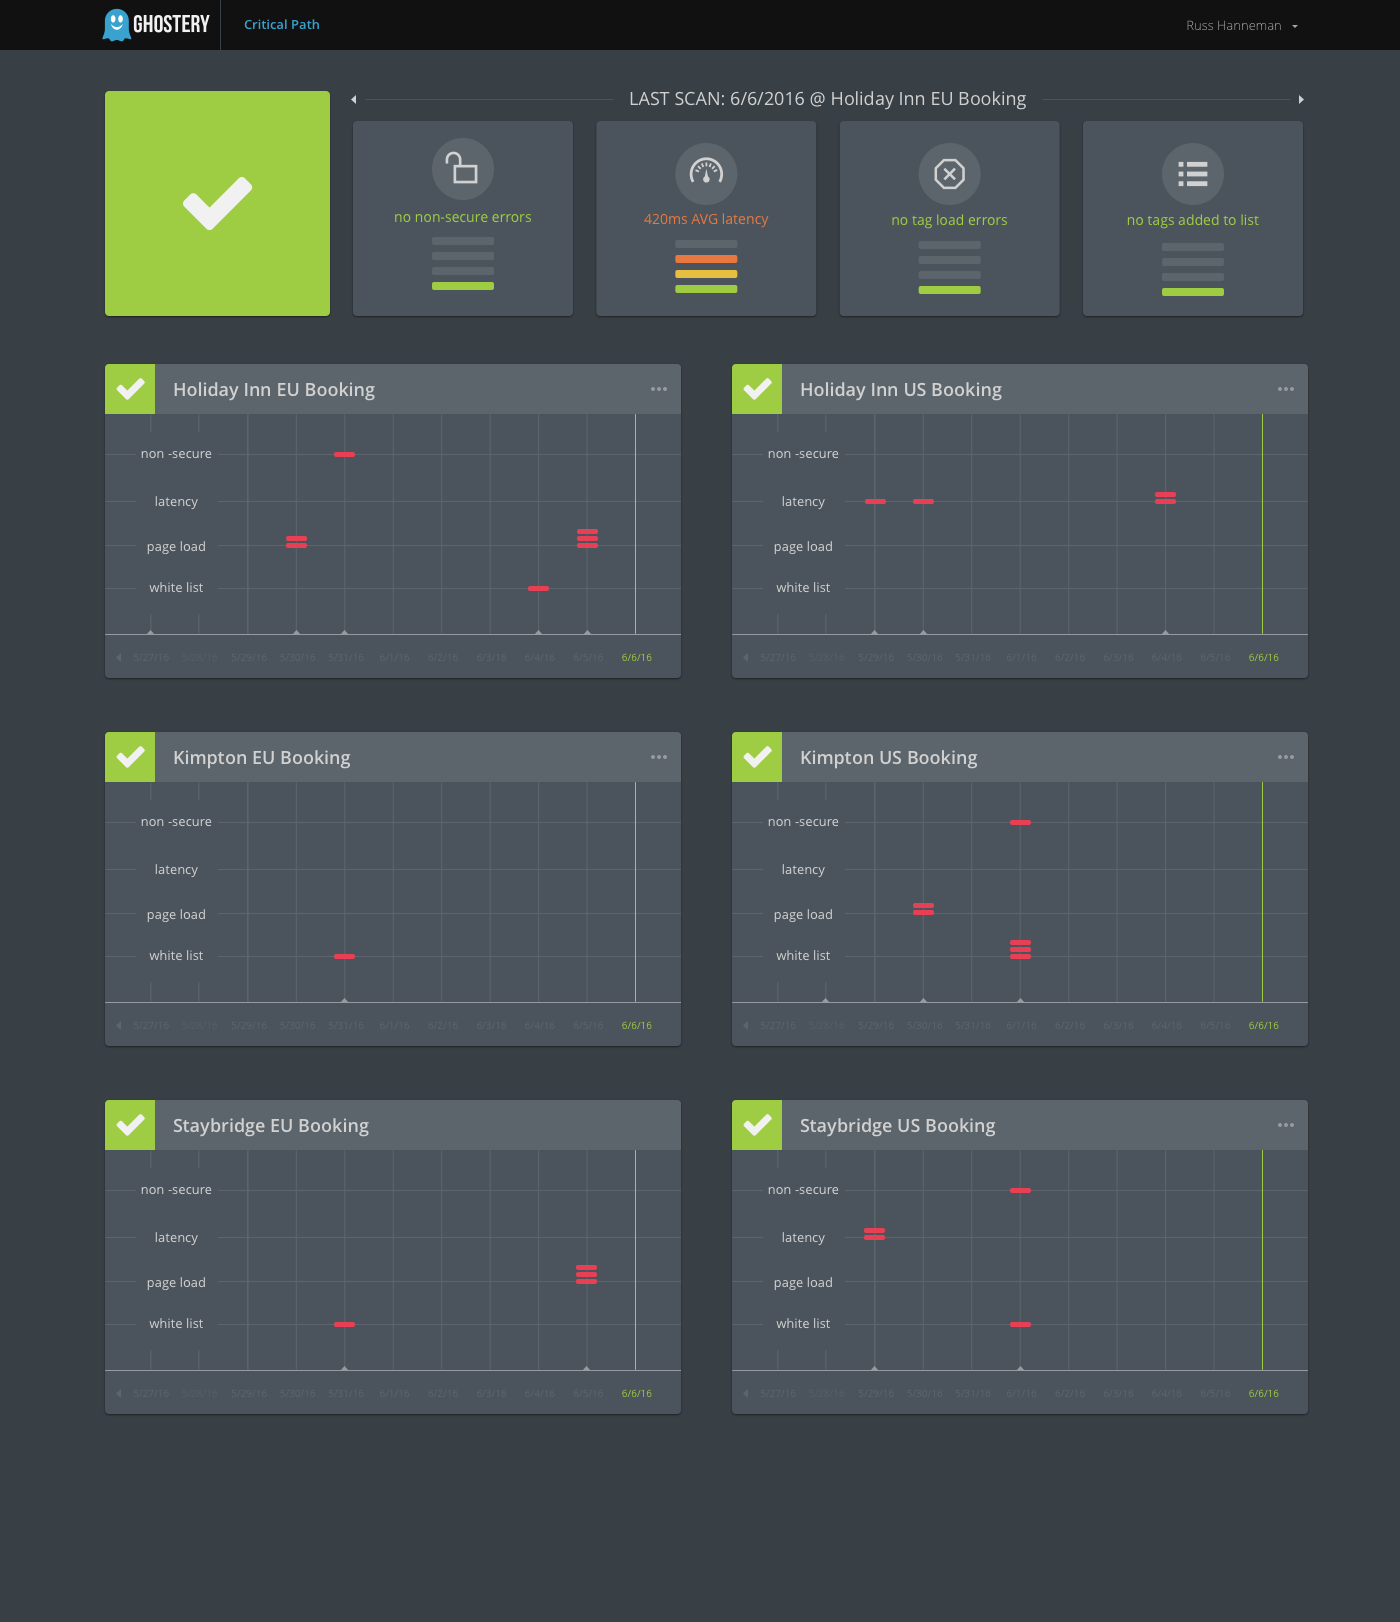 GHOSTERY
Critical Path
Russ Hanneman
LAST SCAN: 6/6/2016 @ Holiday Inn EU Booking
no non-secure errors
420ms AVG latency
no tag load errors
no tags added to list
Holiday Inn EU Booking
non -secure
latency
page load
white list
5/27/16 5/28/16 5/29/16 5/30/16 5/31/16 6/1/16 6/2/16 6/3/16 6/4/16 6/5/16 6/6/16
Holiday Inn US Booking
non -secure
latency
page load
white list
5/27/16 5/29/16 5/30/16 5/31/16 6/1/16 6/2/16 6/3/16 6/4/16 6/5/16 6/6/16
Kimpton EU Booking
non -secure
latency
page load
white list
5/27/16 5/28/16 5/29/16 5/30/16 5/31/16 6/1/16 6/2/16 6/3/16 6/4/16 6/5/16 6/6/16
Kimpton US Booking
non -secure
latency
page load
white list
5/27/16 5/29/16 5/30/16 5/31/16 6/1/16 6/2/16 6/3/16 6/4/16 6/5/16 6/6/16
Staybridge EU Booking
non -secure
latency
page load
white list
5/27/16 5/28/16 5/29/16 5/30/16 5/31/16 6/1/16 6/2/16 6/3/16 6/4/16 6/5/16 6/6/16
Staybridge US Booking
non -secure
latency
page load
white list
5/27/16 5/29/16 5/30/16 5/31/16 6/1/16 6/2/16 6/3/16 6/4/16 6/5/16 6/6/16